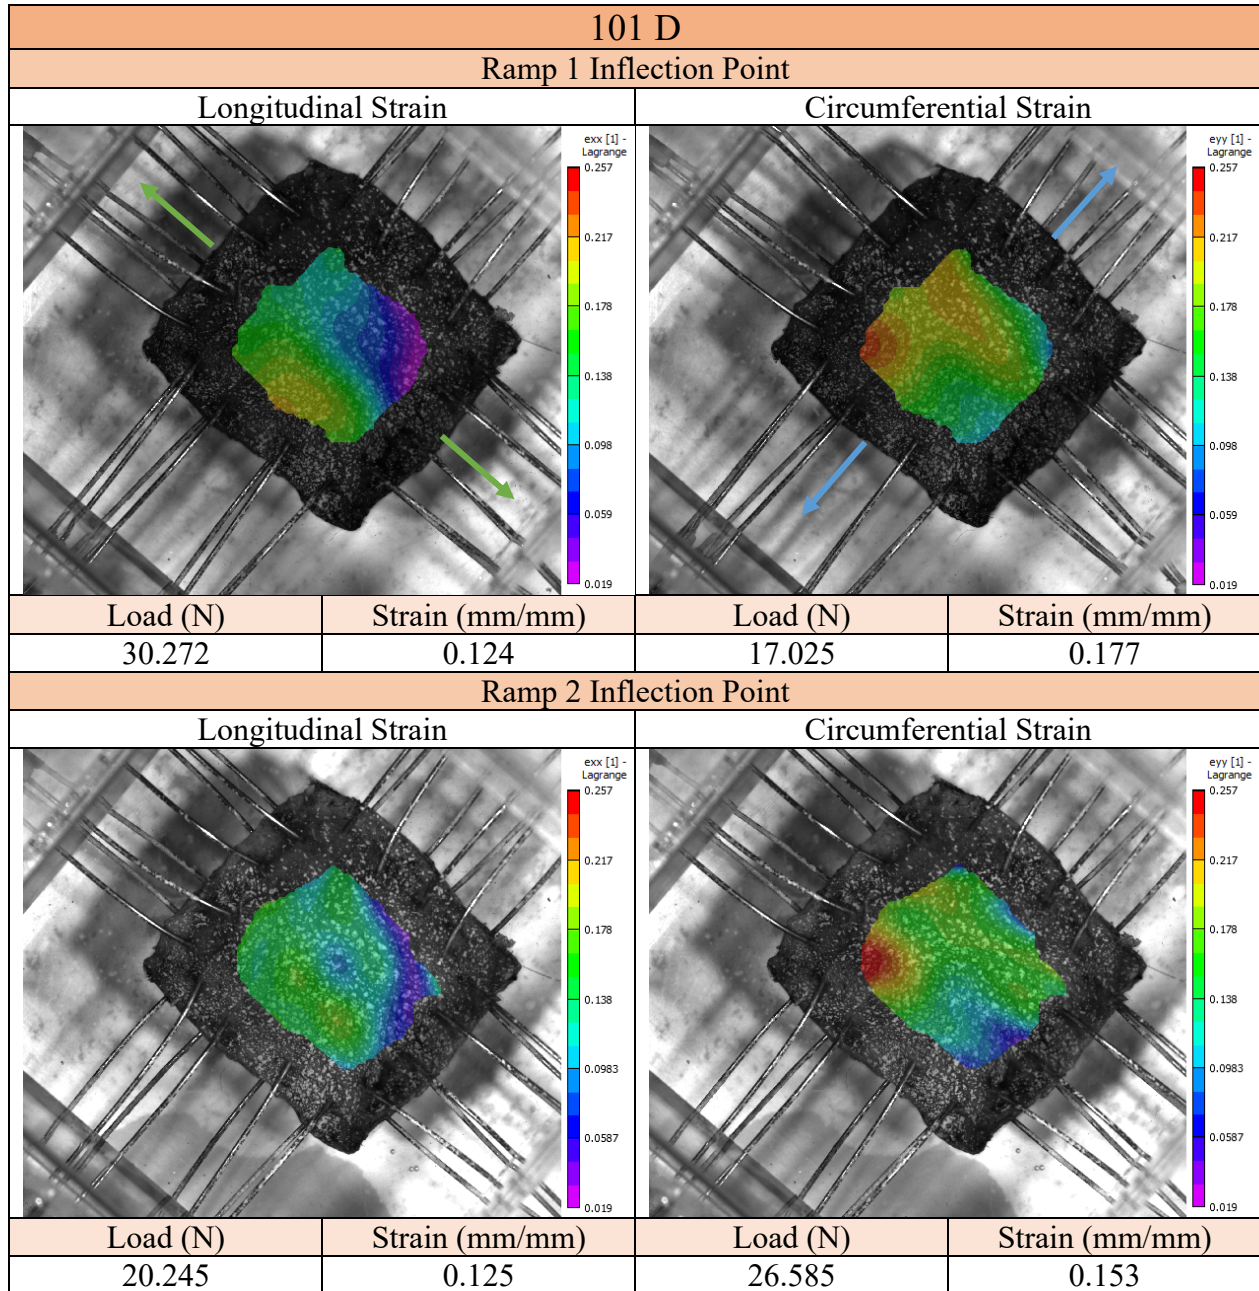 101 D
Ramp 1 Inflection Point
Longitudinal Strain
Circumferential Strain
exx [1] -
Lagrange
0.257
0.217
0.178
0.138
0.098
0.059
0.019
eyy [1] -
Lagrange
0.257
0.217
0.178
0.138
0.098
0.059
0.019
Load (N)
Strain (mm/mm)
Load (N)
Strain (mm/mm)
30.272
0.124
17.025
0.177
Ramp 2 Inflection Point
Longitudinal Strain
Circumferential Strain
exx [1] -
Lagrange
0.257
0.217
0.178
0.138
0.0983
0.0587
0.019
eyy [1] -
Lagrange
0.257
0.217
0.178
0.138
0.0983
0.0587
0.019
Load (N)
Strain (mm/mm)
Load (N)
Strain (mm/mm)
20.245
0.125
26.585
0.153